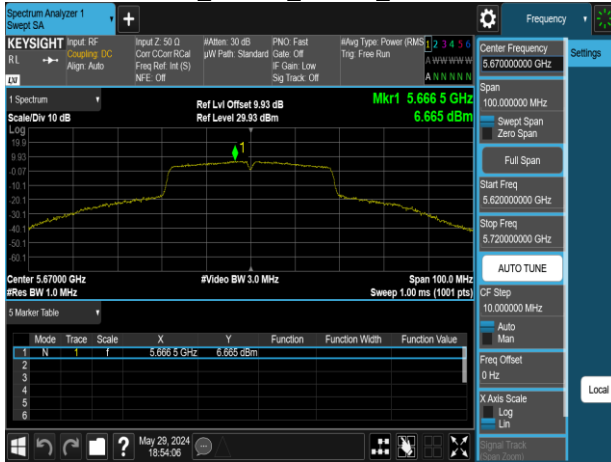 Spectrum Analyzer 1
Swept SA
+
Frequency
KEYSIGHT
RL
LXI
Input: RF
Coupling: DC
Align: Auto
Input Z: 50 Ω
Corr CCorr RCal
Freq Ref: Int (S)
NFE: Off
#Atten: 30 dB
µW Path: Standard
PNO: Fast
Gate: Off
IF Gain: Low
Sig Track: Off
#Avg Type: Power (RMS
Trig: Free Run
1 2 3 4 5 6
A W W W W W
A N N N N N
1 Spectrum
Scale/Div 10 dB
Ref Lvl Offset 9.93 dB
Ref Level 29.93 dBm
Mkr1 5.666 5 GHz
6.665 dBm
Log
19.9
9.93
-0.07
-10.1
-20.1
-30.1
-40.1
-50.1
-60.1
1
Center 5.67000 GHz
#Res BW 1.0 MHz
#Video BW 3.0 MHz
Span 100.0 MHz
Sweep 1.00 ms (1001 pts)
5 Marker Table
Mode Trace Scale X Y Function Function Width Function Value
1 N 1 f 5.666 5 GHz 6.665 dBm
2
3
4
5
6
Center Frequency
5.670000000 GHz
Span
100.000000 MHz
Swept Span
Zero Span
Full Span
Start Freq
5.620000000 GHz
Stop Freq
5.720000000 GHz
AUTO TUNE
CF Step
10.000000 MHz
Auto
Man
Freq Offset
0 Hz
X Axis Scale
Log
Lin
Signal Track
(Span Zoom)
Settings
Local
?
May 29, 2024
18:54:06